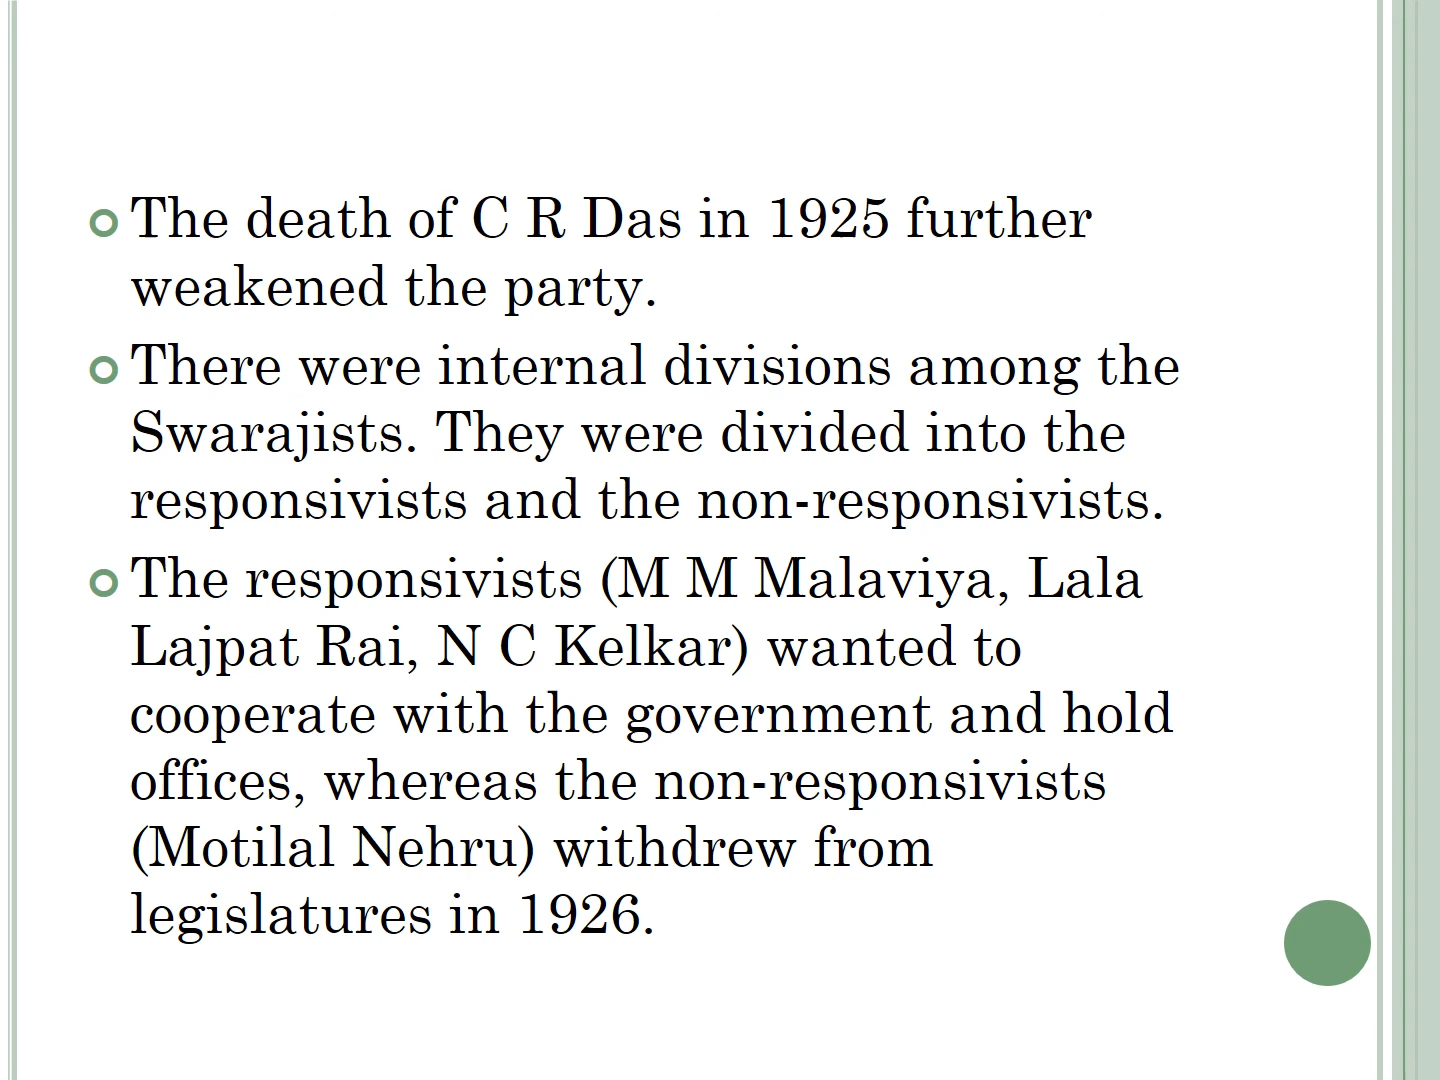 The death of C R Das in 1925 further
weakened the party.
There were internal divisions among the
Swarajists. They were divided into the
responsivists and the non-responsivists.
The responsivists (M M Malaviya, Lala
Lajpat Rai, N C Kelkar) wanted to
cooperate with the government and hold
offices, whereas the non-responsivists
(Motilal Nehru) withdrew from
legislatures in 1926.